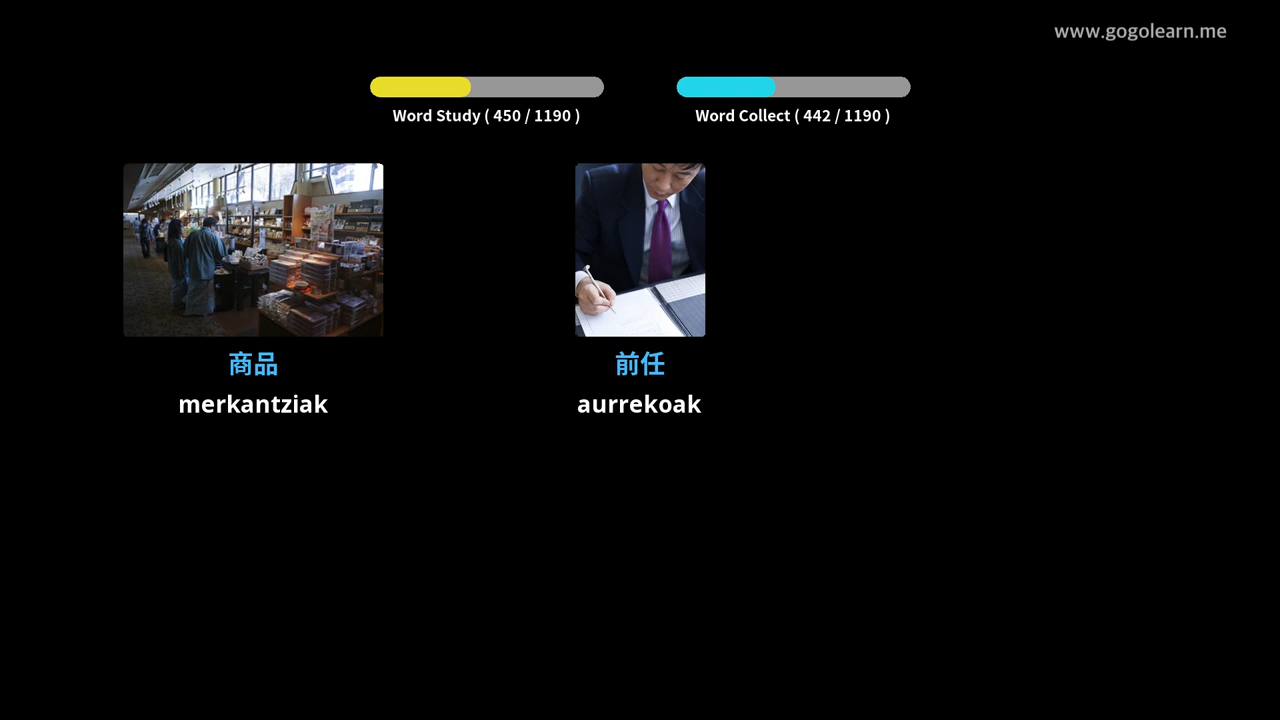 www.gogolearn.me
Word Study ( 450 / 1190 )
Word Collect ( 442 / 1190 )
商品
merkantziak
前任
aurrekoak